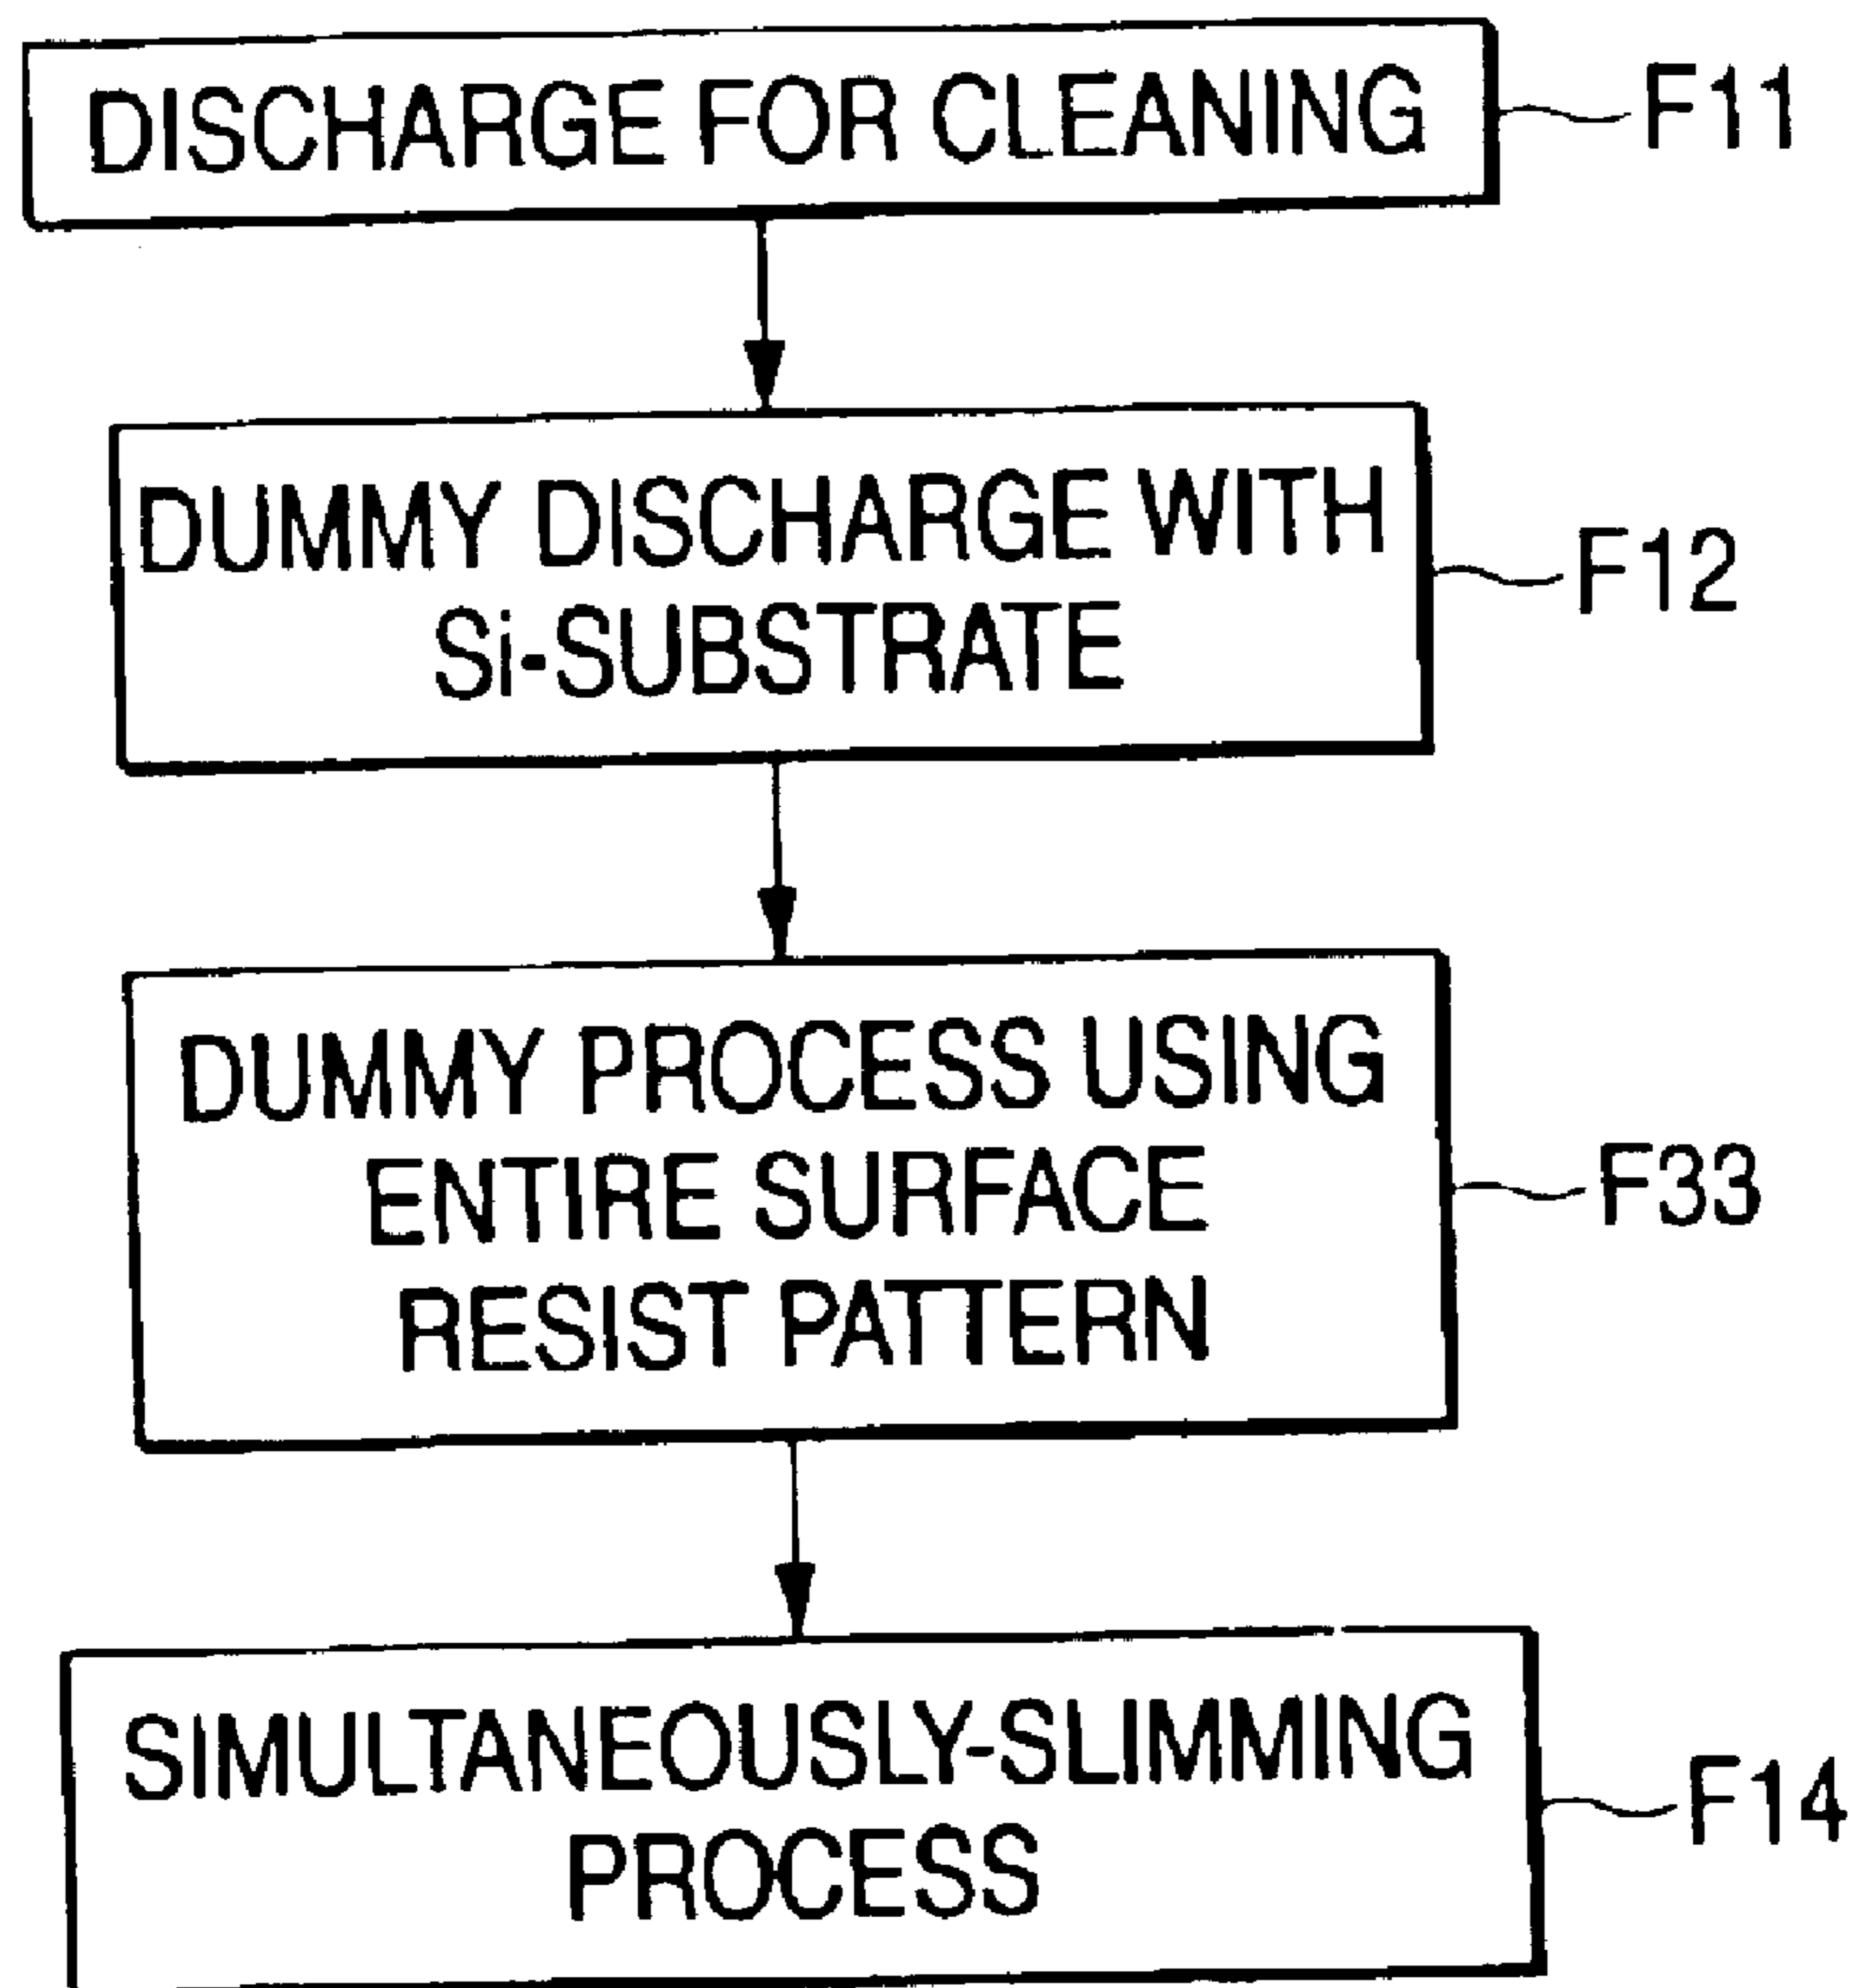 DISCHARGE FOR CLEANING
F11
DUMMY DISCHARGE WITH
Si-SUBSTRATE
F12
DUMMY PROCESS USING
ENTIRE SURFACE
RESIST PATTERN
F33
SIMULTANEOUSLY-SLIMMING
PROCESS
F14